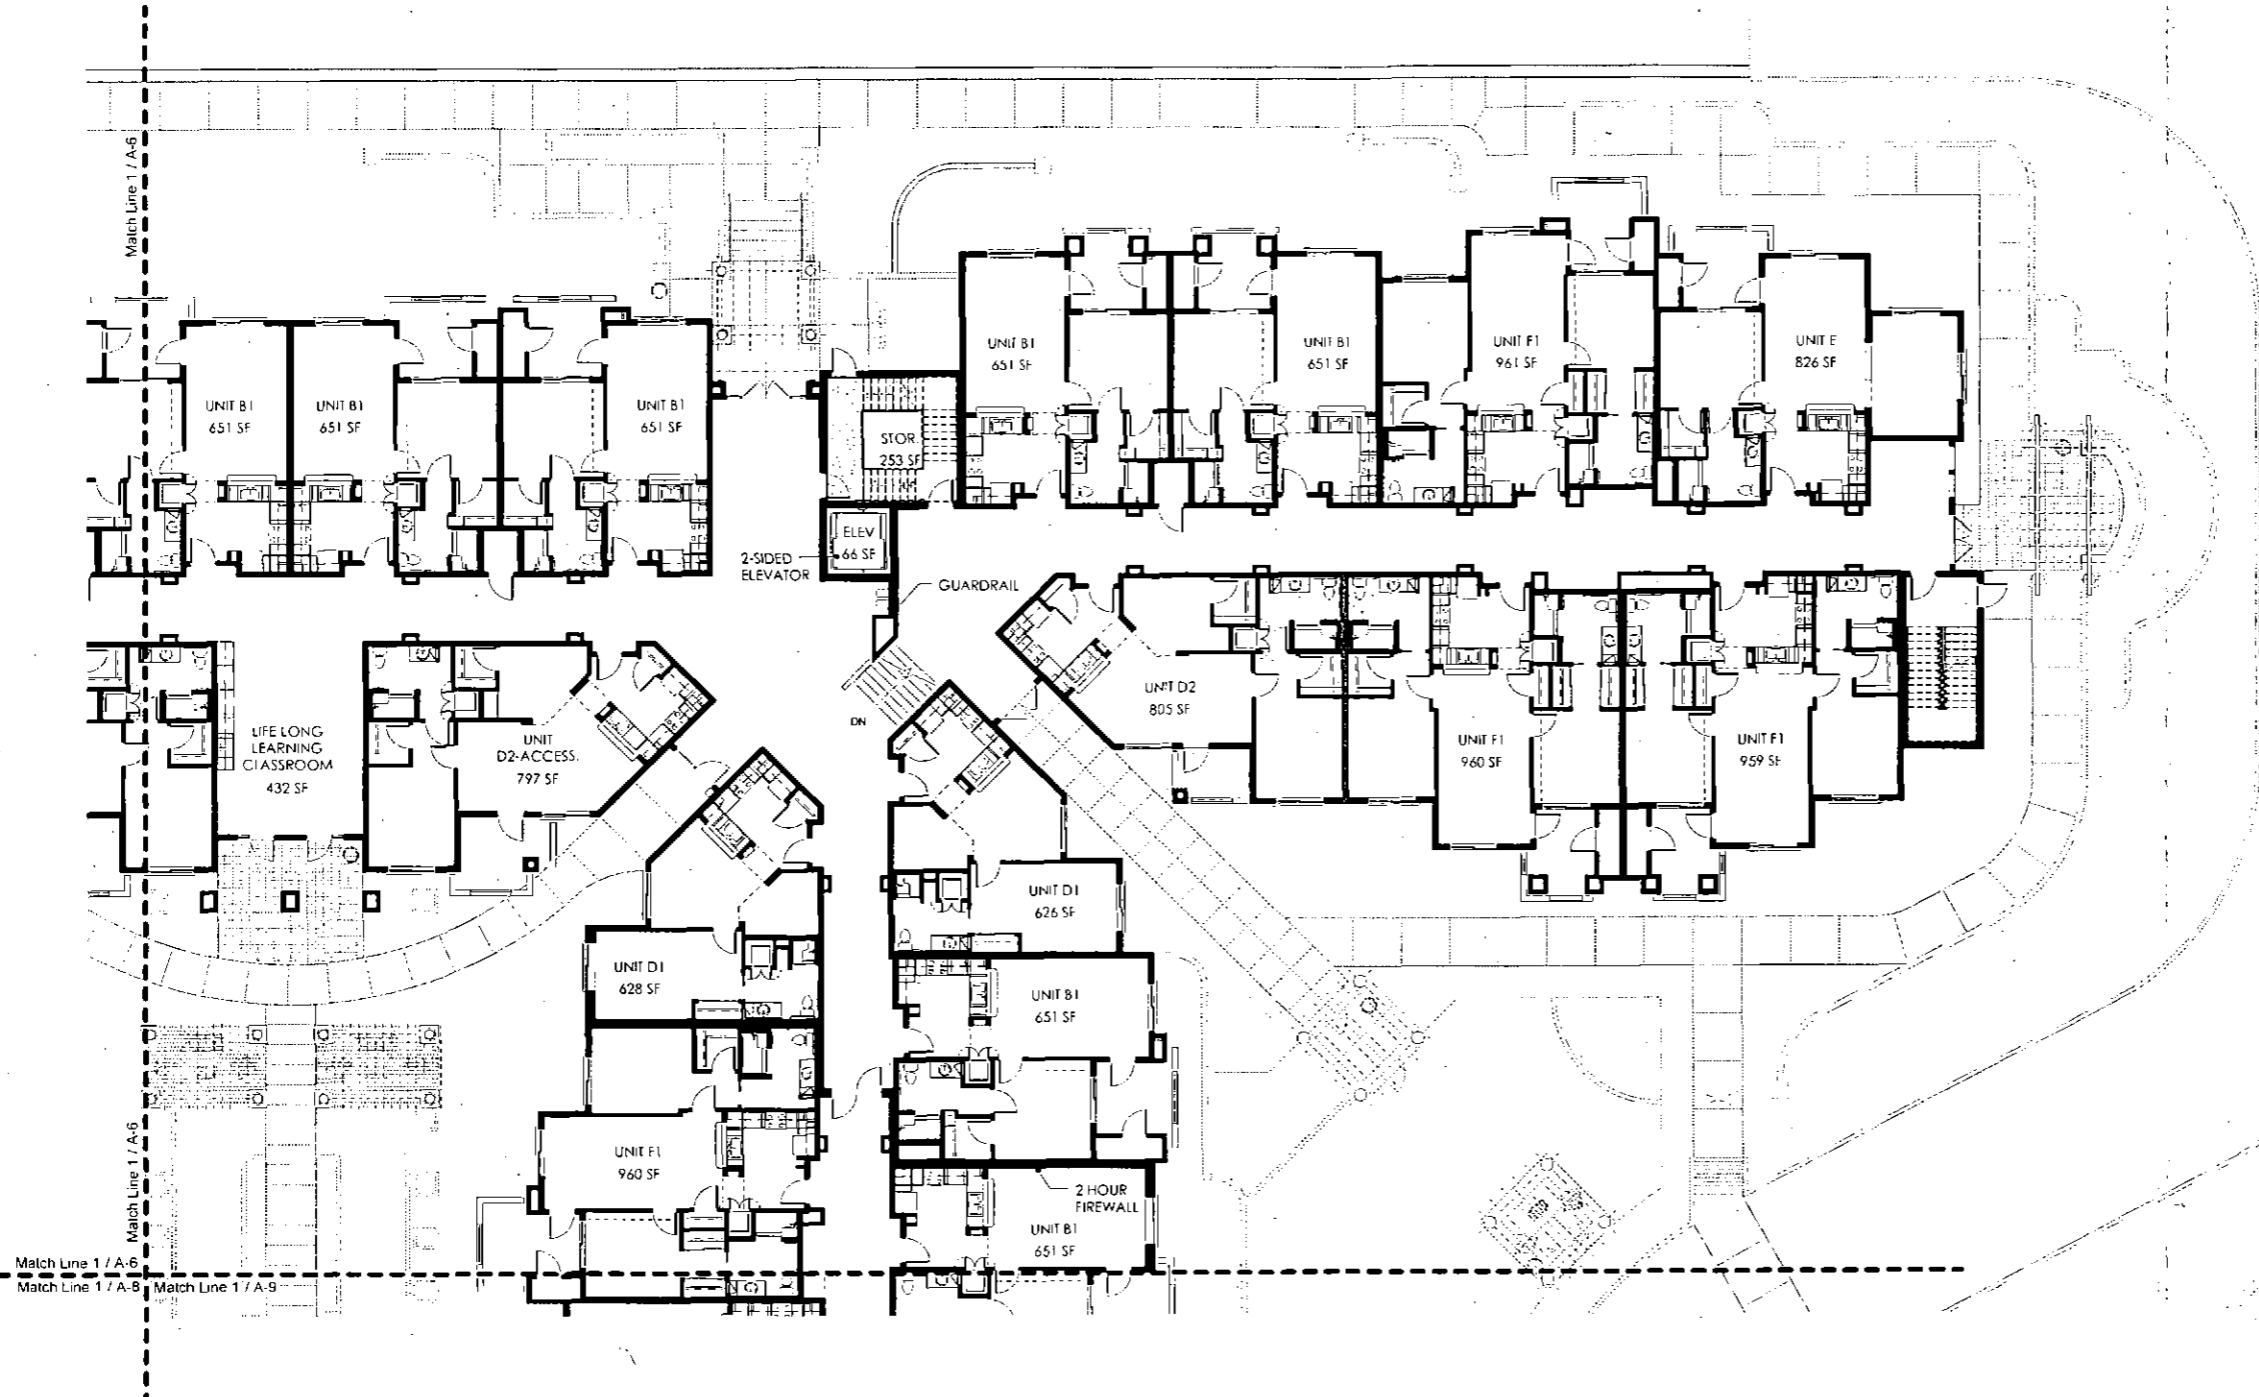 Match Line 1 / A-6
UNIT B1
651 SF
UNIT B1
651 SF
UNIT B1
651 SF
STOR
253 SF
ELEV
66 SF
2-SIDED
ELEVATOR
GUARDRAIL
UNIT B1
651 SF
UNIT B1
651 SF
UNIT F1
961 SF
UNIT E
826 SF
LIFE LONG
LEARNING
CLASSROOM
432 SF
UNIT
D2-ACCESS.
797 SF
DN
UNIT D2
805 SF
UNIT F1
960 SF
UNIT F1
959 SF
UNIT D1
626 SF
UNIT D1
628 SF
UNIT B1
651 SF
UNIT F1
960 SF
2 HOUR
FIREWALL
UNIT B1
651 SF
Match Line 1 / A-6
Match Line 1 / A-6
Match Line 1 / A-8
Match Line 1 / A-9